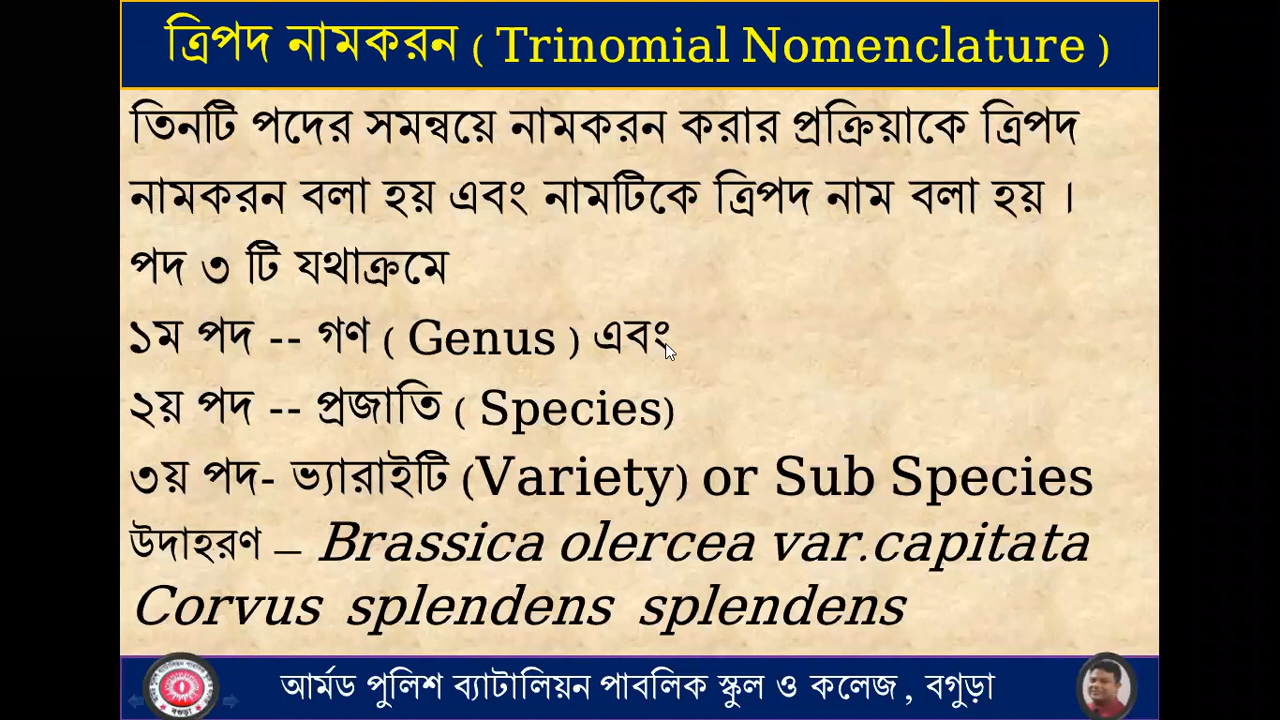 ত্রিপদ নামকরন ( Trinomial Nomenclature )
তিনটি পদের সমন্বয়ে নামকরন করার প্রক্রিয়াকে ত্রিপদ
নামকরন বলা হয় এবং নামটিকে ত্রিপদ নাম বলা হয় ।
পদ ৩ টি যথাক্রমে
১ম পদ -- গণ ( Genus ) এবং
২য় পদ -- প্রজাতি ( Species)
৩য় পদ- ভ্যারাইটি (Variety) or Sub Species
উদাহরণ – Brassica olercea var.capitata
Corvus splendens splendens
আর্মড পুলিশ ব্যাটালিয়ন পাবলিক স্কুল ও কলেজ, বগুড়া